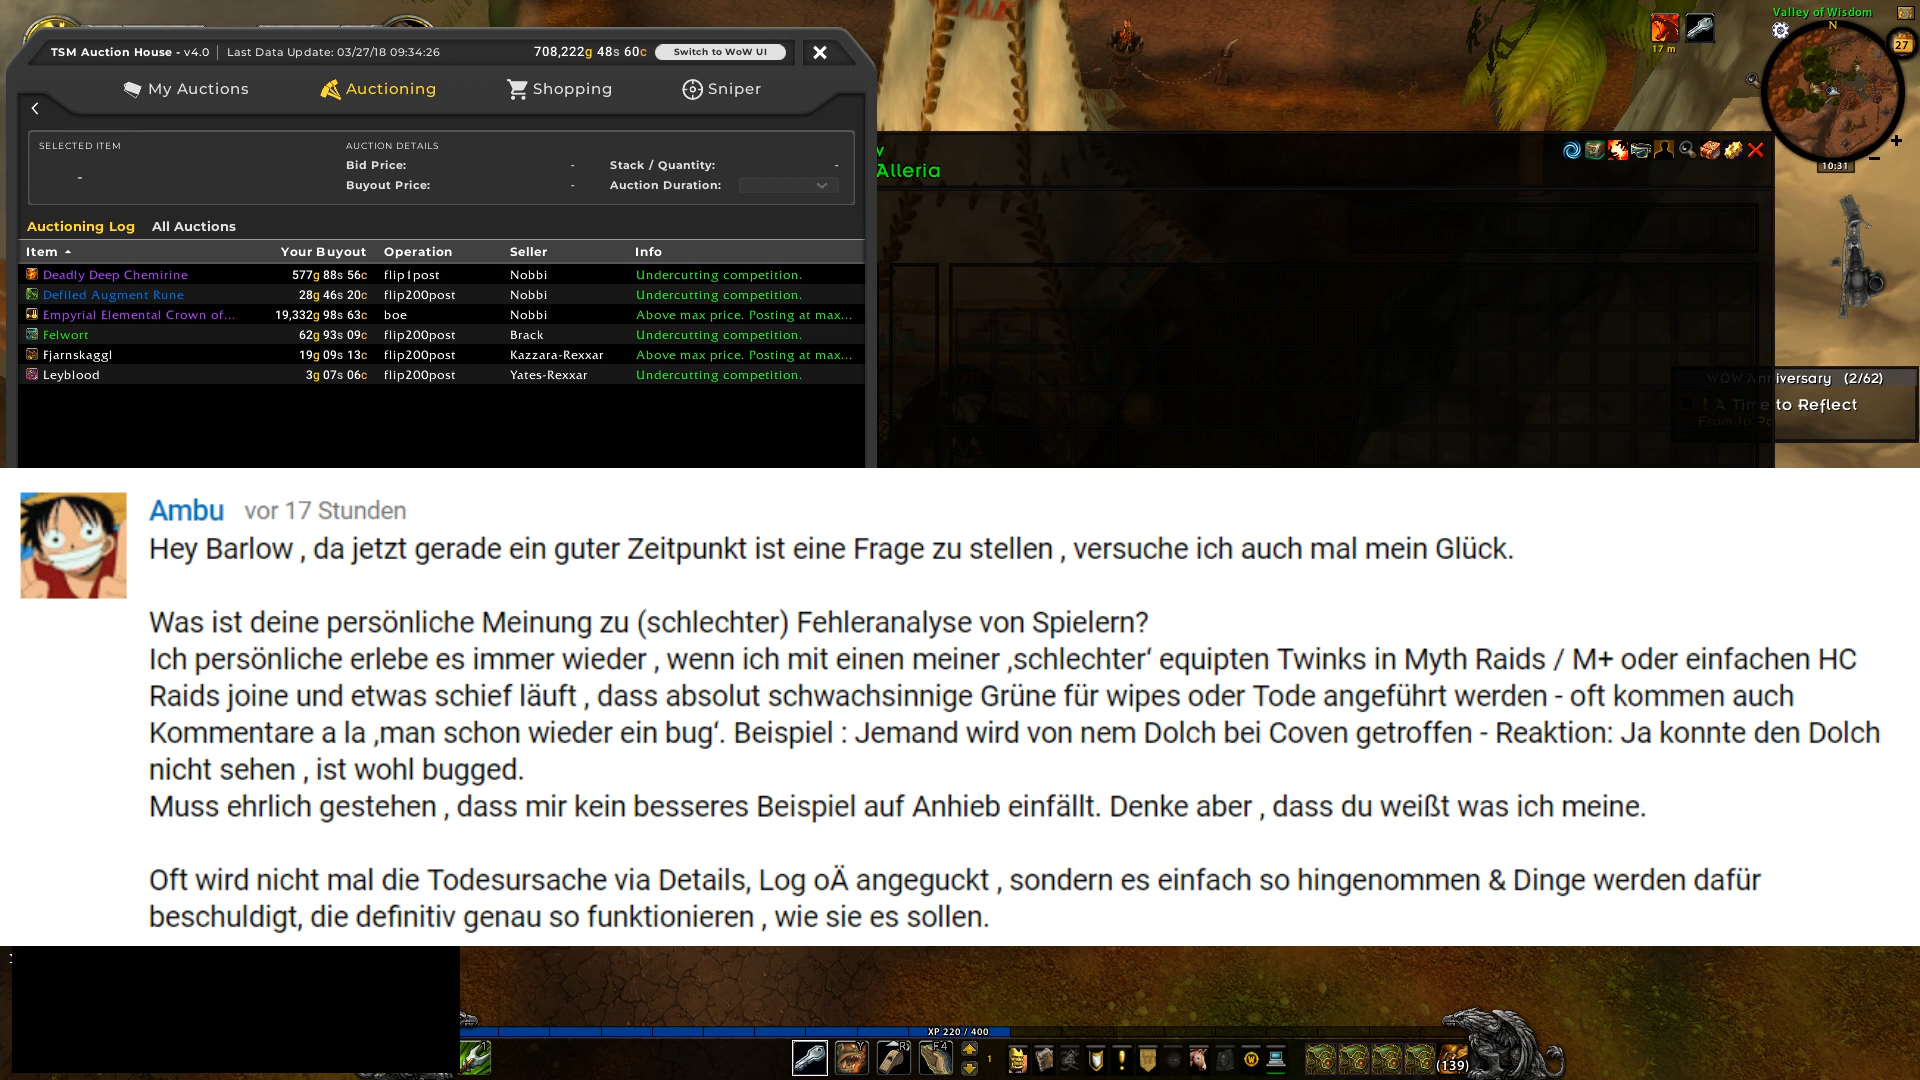 TSM Auction House - v4.0 Last Data Update: 03/27/18 09:34:26 708,222g 48s 60c Switch to WoW UI
Valley of Wisdom
N
27
17 m
My Auctions Auctioning Shopping Sniper
SELECTED ITEM
-
AUCTION DETAILS
Bid Price: - Stack / Quantity: -
Buyout Price: - Auction Duration:
Alleria
10:31
Auctioning Log All Auctions
Item Your Buyout Operation Seller Info
Deadly Deep Chemirine 577g 88s 56c flip1post Nobbi Undercutting competition.
Defiled Augment Rune 28g 46s 20c flip200post Nobbi Undercutting competition.
Empyrial Elemental Crown of... 19,332g 98s 63c boe Nobbi Above max price. Posting at max...
Felwort 62g 93s 09c flip200post Brack Undercutting competition.
Fjarnskaggl 19g 09s 13c flip200post Kazzara-Rexxar Above max price. Posting at max...
Leyblood 3g 07s 06c flip200post Yates-Rexxar Undercutting competition.
WOW Anniversary (2/62)
! A Time to Reflect
Ambu vor 17 Stunden
Hey Barlow , da jetzt gerade ein guter Zeitpunkt ist eine Frage zu stellen , versuche ich auch mal mein Glück.
Was ist deine persönliche Meinung zu (schlechter) Fehleranalyse von Spielern?
Ich persönliche erlebe es immer wieder , wenn ich mit einen meiner ‚schlechter‘ equipten Twinks in Myth Raids / M+ oder einfachen HC
Raids joine und etwas schief läuft , dass absolut schwachsinnige Grüne für wipes oder Tode angeführt werden - oft kommen auch
Kommentare a la ‚man schon wieder ein bug‘. Beispiel : Jemand wird von nem Dolch bei Coven getroffen - Reaktion: Ja konnte den Dolch
nicht sehen , ist wohl bugged.
Muss ehrlich gestehen , dass mir kein besseres Beispiel auf Anhieb einfällt. Denke aber , dass du weißt was ich meine.
Oft wird nicht mal die Todesursache via Details, Log oÄ angeguckt , sondern es einfach so hingenommen & Dinge werden dafür
beschuldigt, die definitiv genau so funktionieren , wie sie es sollen.
XP 220 / 400
1 Y R F4 1
(139)